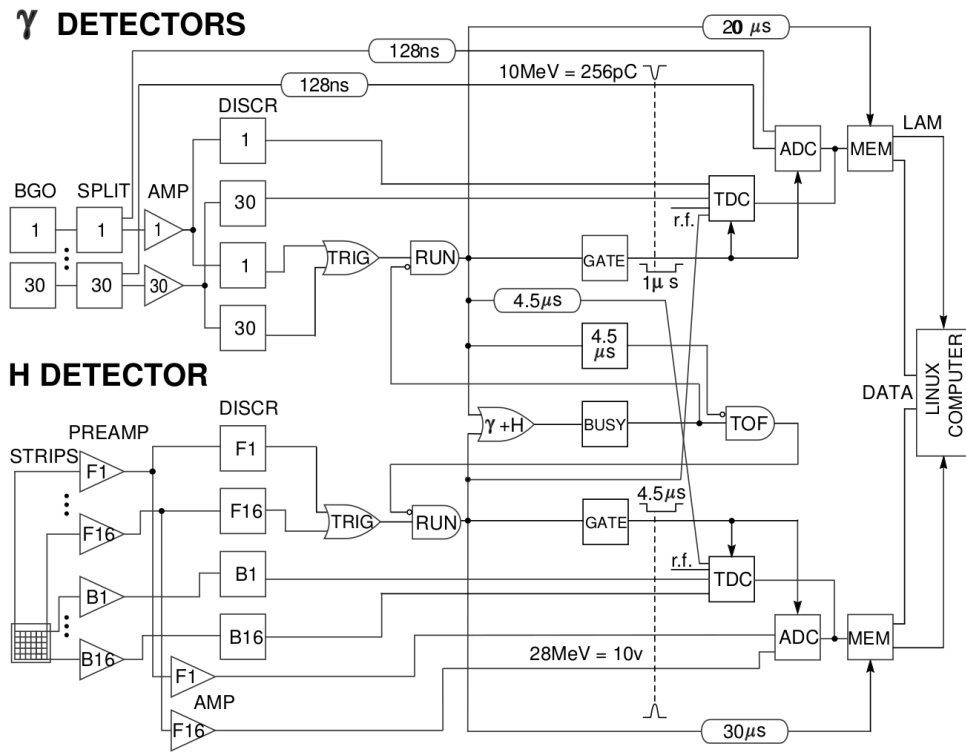 γ DETECTORS
20 μs
128ns
10MeV = 256pC
128ns
DISCR
LAM
1
ADC
MEM
BGO
SPLIT
AMP
30
TDC
r.f.
1
1
1
1
TRIG
RUN
GATE
30
30
30
1μ s
4.5μs
30
4.5
μs
H DETECTOR
LINUX
COMPUTER
DATA
DISCR
γ +H
BUSY
TOF
PREAMP
STRIPS
F1
F1
4.5μs
F16
F16
TRIG
RUN
GATE
r.f.
TDC
B1
B1
B16
B16
ADC
MEM
28MeV = 10v
F1
AMP
F16
30μs